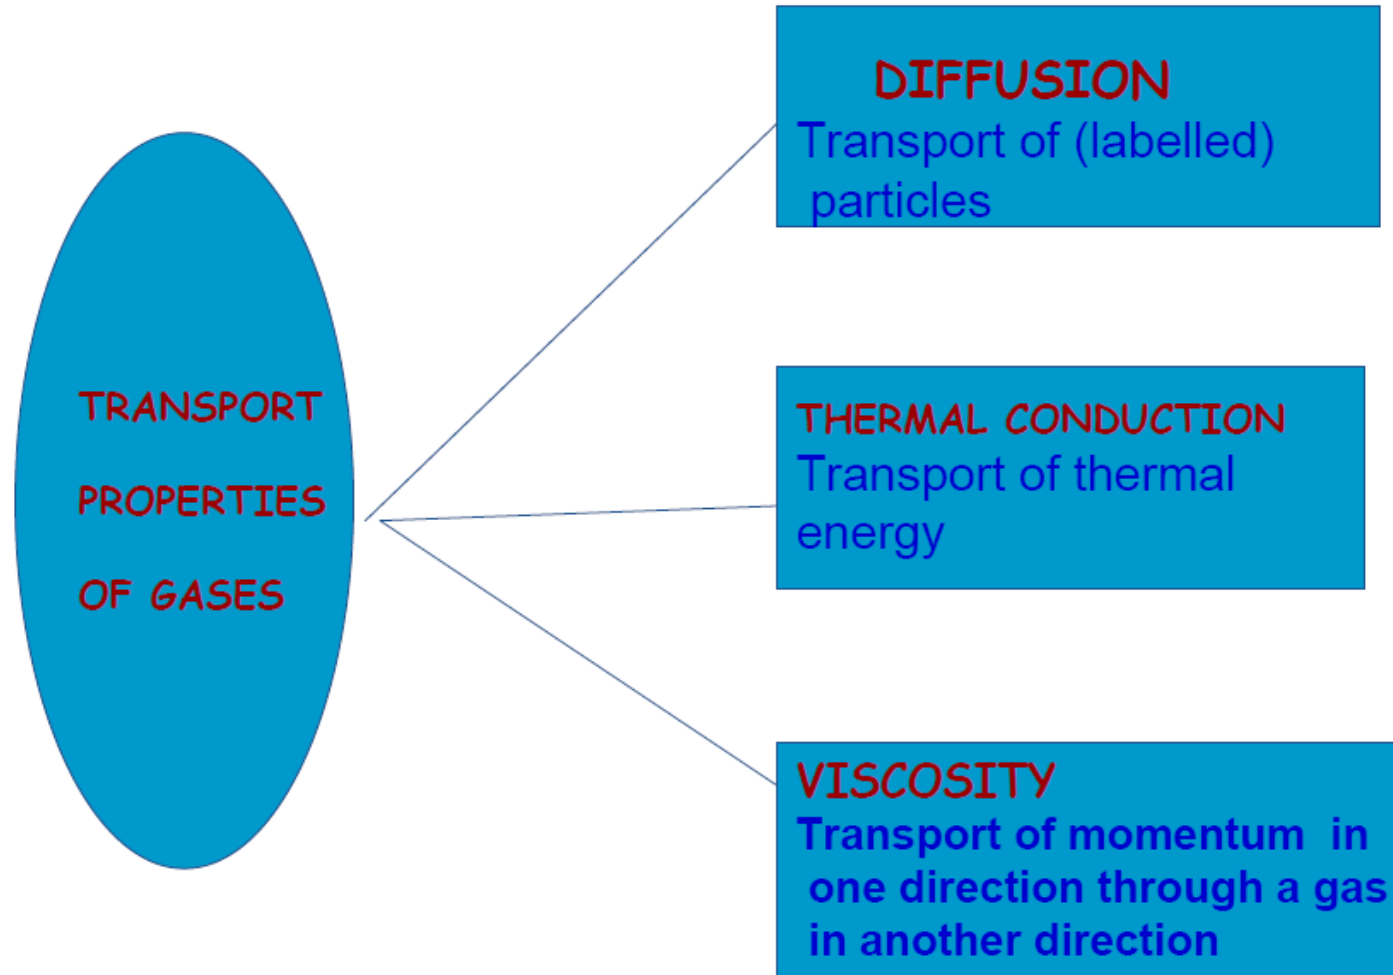 TRANSPORT
PROPERTIES
OF GASES
DIFFUSION
Transport of (labelled)
particles
THERMAL CONDUCTION
Transport of thermal
energy
VISCOSITY
Transport of momentum in
one direction through a gas
in another direction